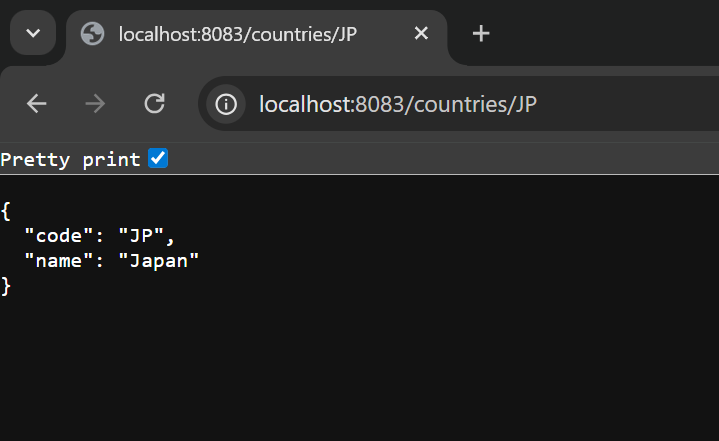 localhost:8083/countries/JP
localhost:8083/countries/JP
Pretty print
{
  "code": "JP",
  "name": "Japan"
}